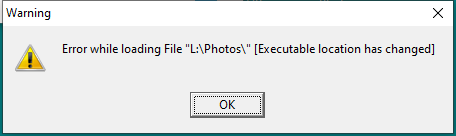 Warning
Error while loading File "L:\Photos\" [Executable location has changed]
OK